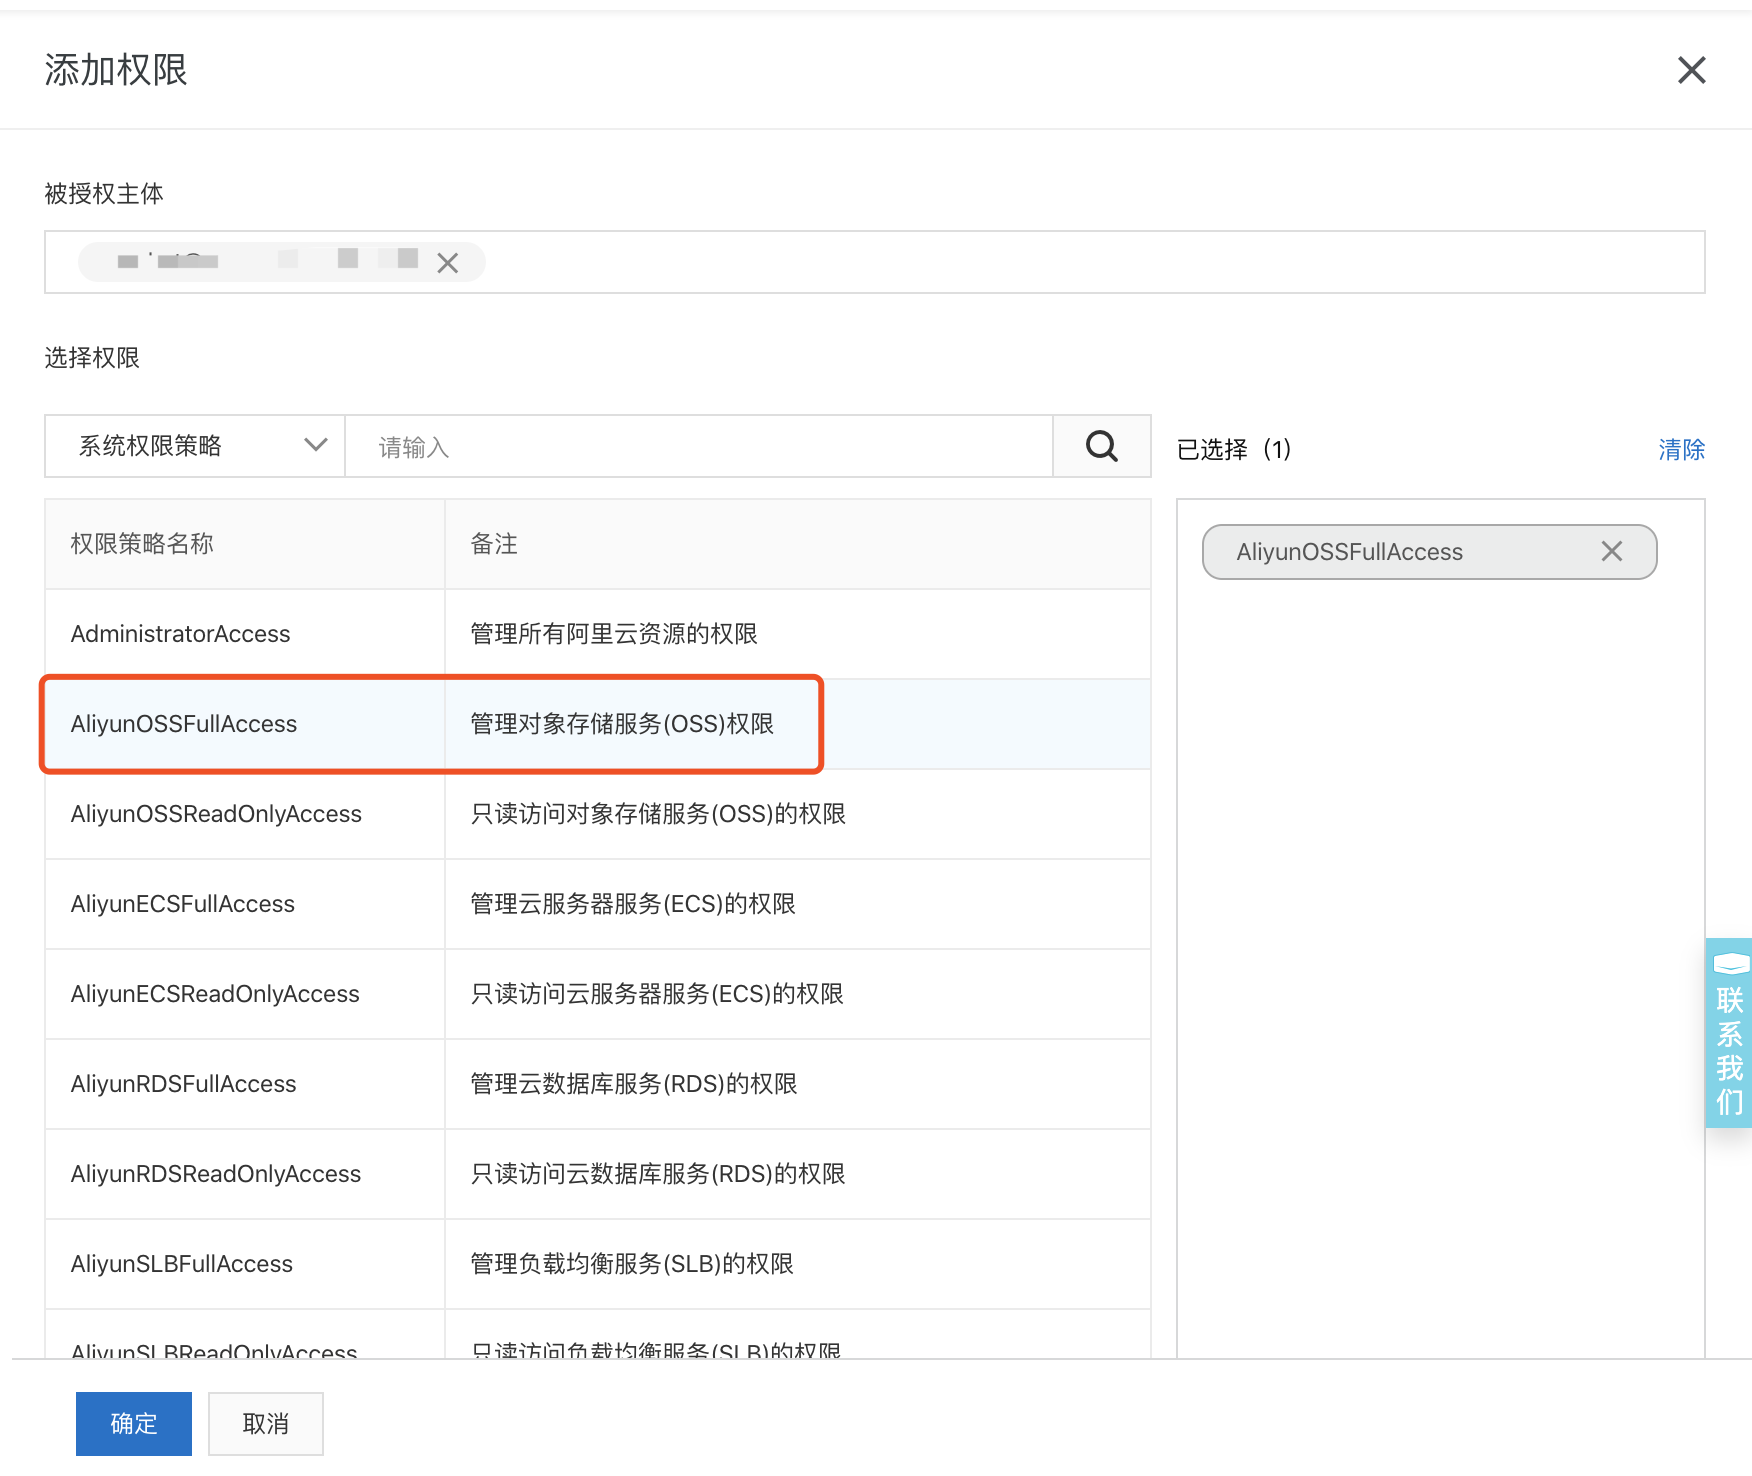 添加权限
被授权主体
选择权限
系统权限策略
请输入
已选择（1）
清除
权限策略名称 备注
AliyunOSSFullAccess
AdministratorAccess 管理所有阿里云资源的权限
AliyunOSSFullAccess 管理对象存储服务(OSS)权限
AliyunOSSReadOnlyAccess 只读访问对象存储服务(OSS)的权限
AliyunECSFullAccess 管理云服务器服务(ECS)的权限
AliyunECSReadOnlyAccess 只读访问云服务器服务(ECS)的权限
AliyunRDSFullAccess 管理云数据库服务(RDS)的权限
AliyunRDSReadOnlyAccess 只读访问云数据库服务(RDS)的权限
AliyunSLBFullAccess 管理负载均衡服务(SLB)的权限
AliyunSLBReadOnlyAccess 只读访问负载均衡服务(SLB)的权限
联系我们
确定 取消